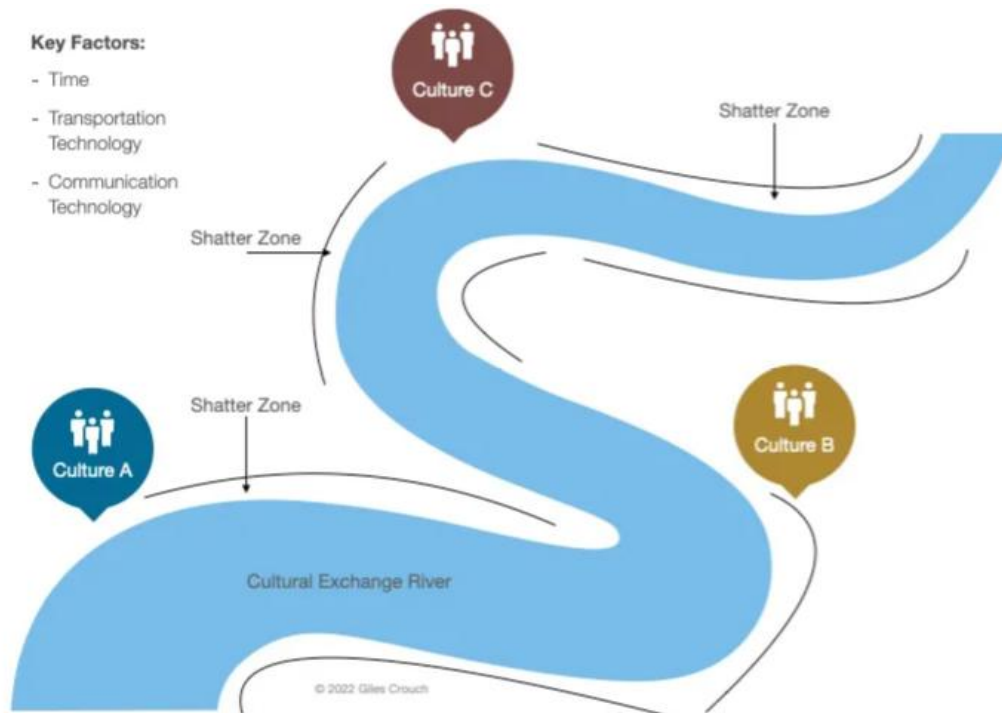 Key Factors:
- Time
- Transportation
Technology
- Communication
Technology
Culture C
Shatter Zone
Shatter Zone
Shatter Zone
Culture A
Culture B
Cultural Exchange River
© 2022 Giles Crouch